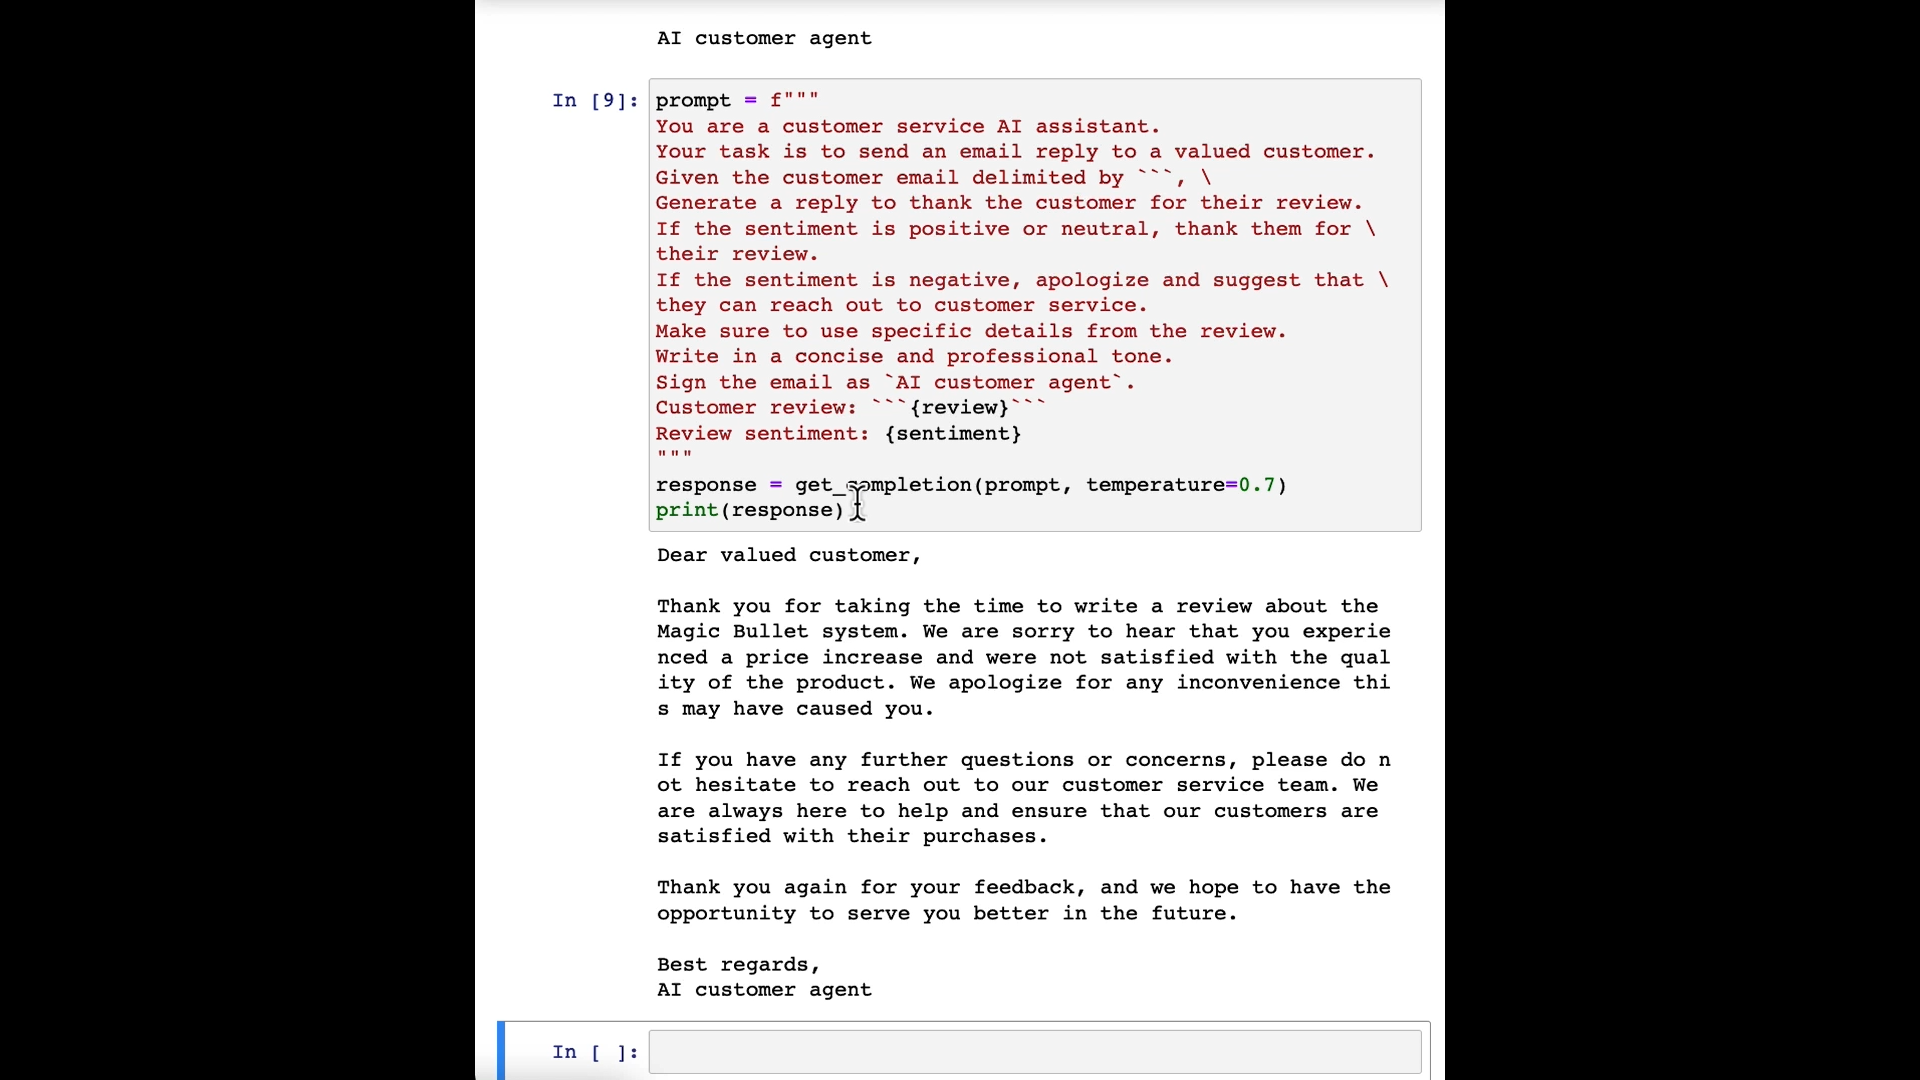 AI customer agent
In [9]:
prompt = f"""
You are a customer service AI assistant.
Your task is to send an email reply to a valued customer.
Given the customer email delimited by ```, \
Generate a reply to thank the customer for their review.
If the sentiment is positive or neutral, thank them for \
their review.
If the sentiment is negative, apologize and suggest that \
they can reach out to customer service.
Make sure to use specific details from the review.
Write in a concise and professional tone.
Sign the email as `AI customer agent`.
Customer review: ```{review}```
Review sentiment: {sentiment}
"""
response = get_completion(prompt, temperature=0.7)
print(response)
Dear valued customer,
Thank you for taking the time to write a review about the
Magic Bullet system. We are sorry to hear that you experie
nced a price increase and were not satisfied with the qual
ity of the product. We apologize for any inconvenience thi
s may have caused you.
If you have any further questions or concerns, please do n
ot hesitate to reach out to our customer service team. We
are always here to help and ensure that our customers are
satisfied with their purchases.
Thank you again for your feedback, and we hope to have the
opportunity to serve you better in the future.
Best regards,
AI customer agent
In [ ]: